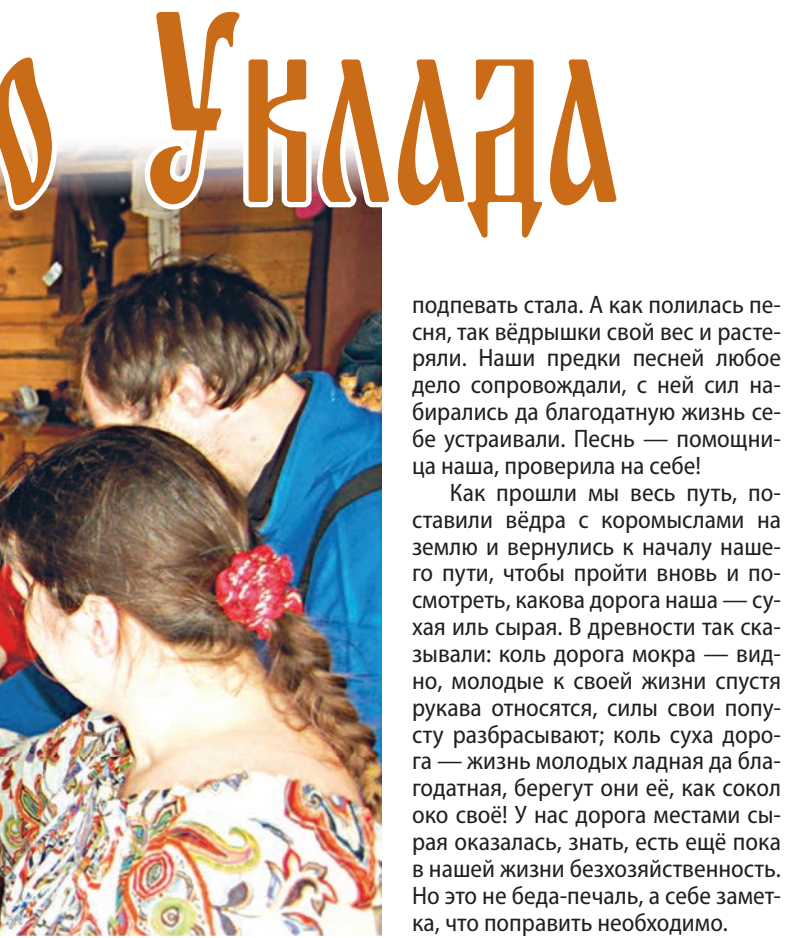 о Уклада
подпевать стала. А как полилась пе-
сня, так вёдрышки свой вес и расте-
ряли. Наши предки песней любое
дело сопровождали, с ней сил на-
бирались да благодатную жизнь се-
бе устраивали. Песнь — помощни-
ца наша, проверила на себе!
Как прошли мы весь путь, по-
ставили вёдра с коромыслами на
землю и вернулись к началу наше-
го пути, чтобы пройти вновь и по-
смотреть, какова дорога наша — су-
хая иль сырая. В древности так ска-
зывали: коль дорога мокра — вид-
но, молодые к своей жизни спустя
рукава относятся, силы свои попу-
сту разбрасывают; коль суха доро-
га — жизнь молодых ладная да бла-
годатная, берегут они её, как сокол
око своё! У нас дорога местами сы-
рая оказалась, знать, есть ещё пока
в нашей жизни безхозяйственность.
Но это не беда-печаль, а себе замет-
ка, что поправить необходимо.